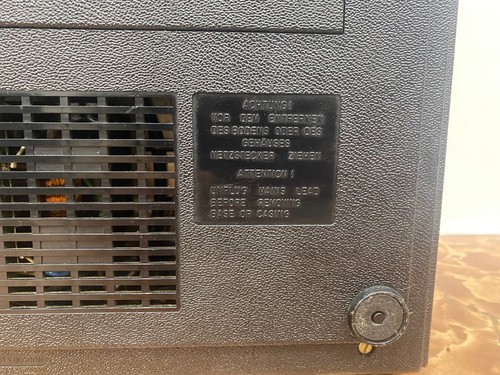 ACHTUNG!
VOR DEM ENTFERNEN
DES BODENS ODER DES
GEHÄUSES
NETZSTECKER ZIEHEN
ATTENTION!
UNPLUG MAINS LEAD
BEFORE REMOVING
BASE OR CASING